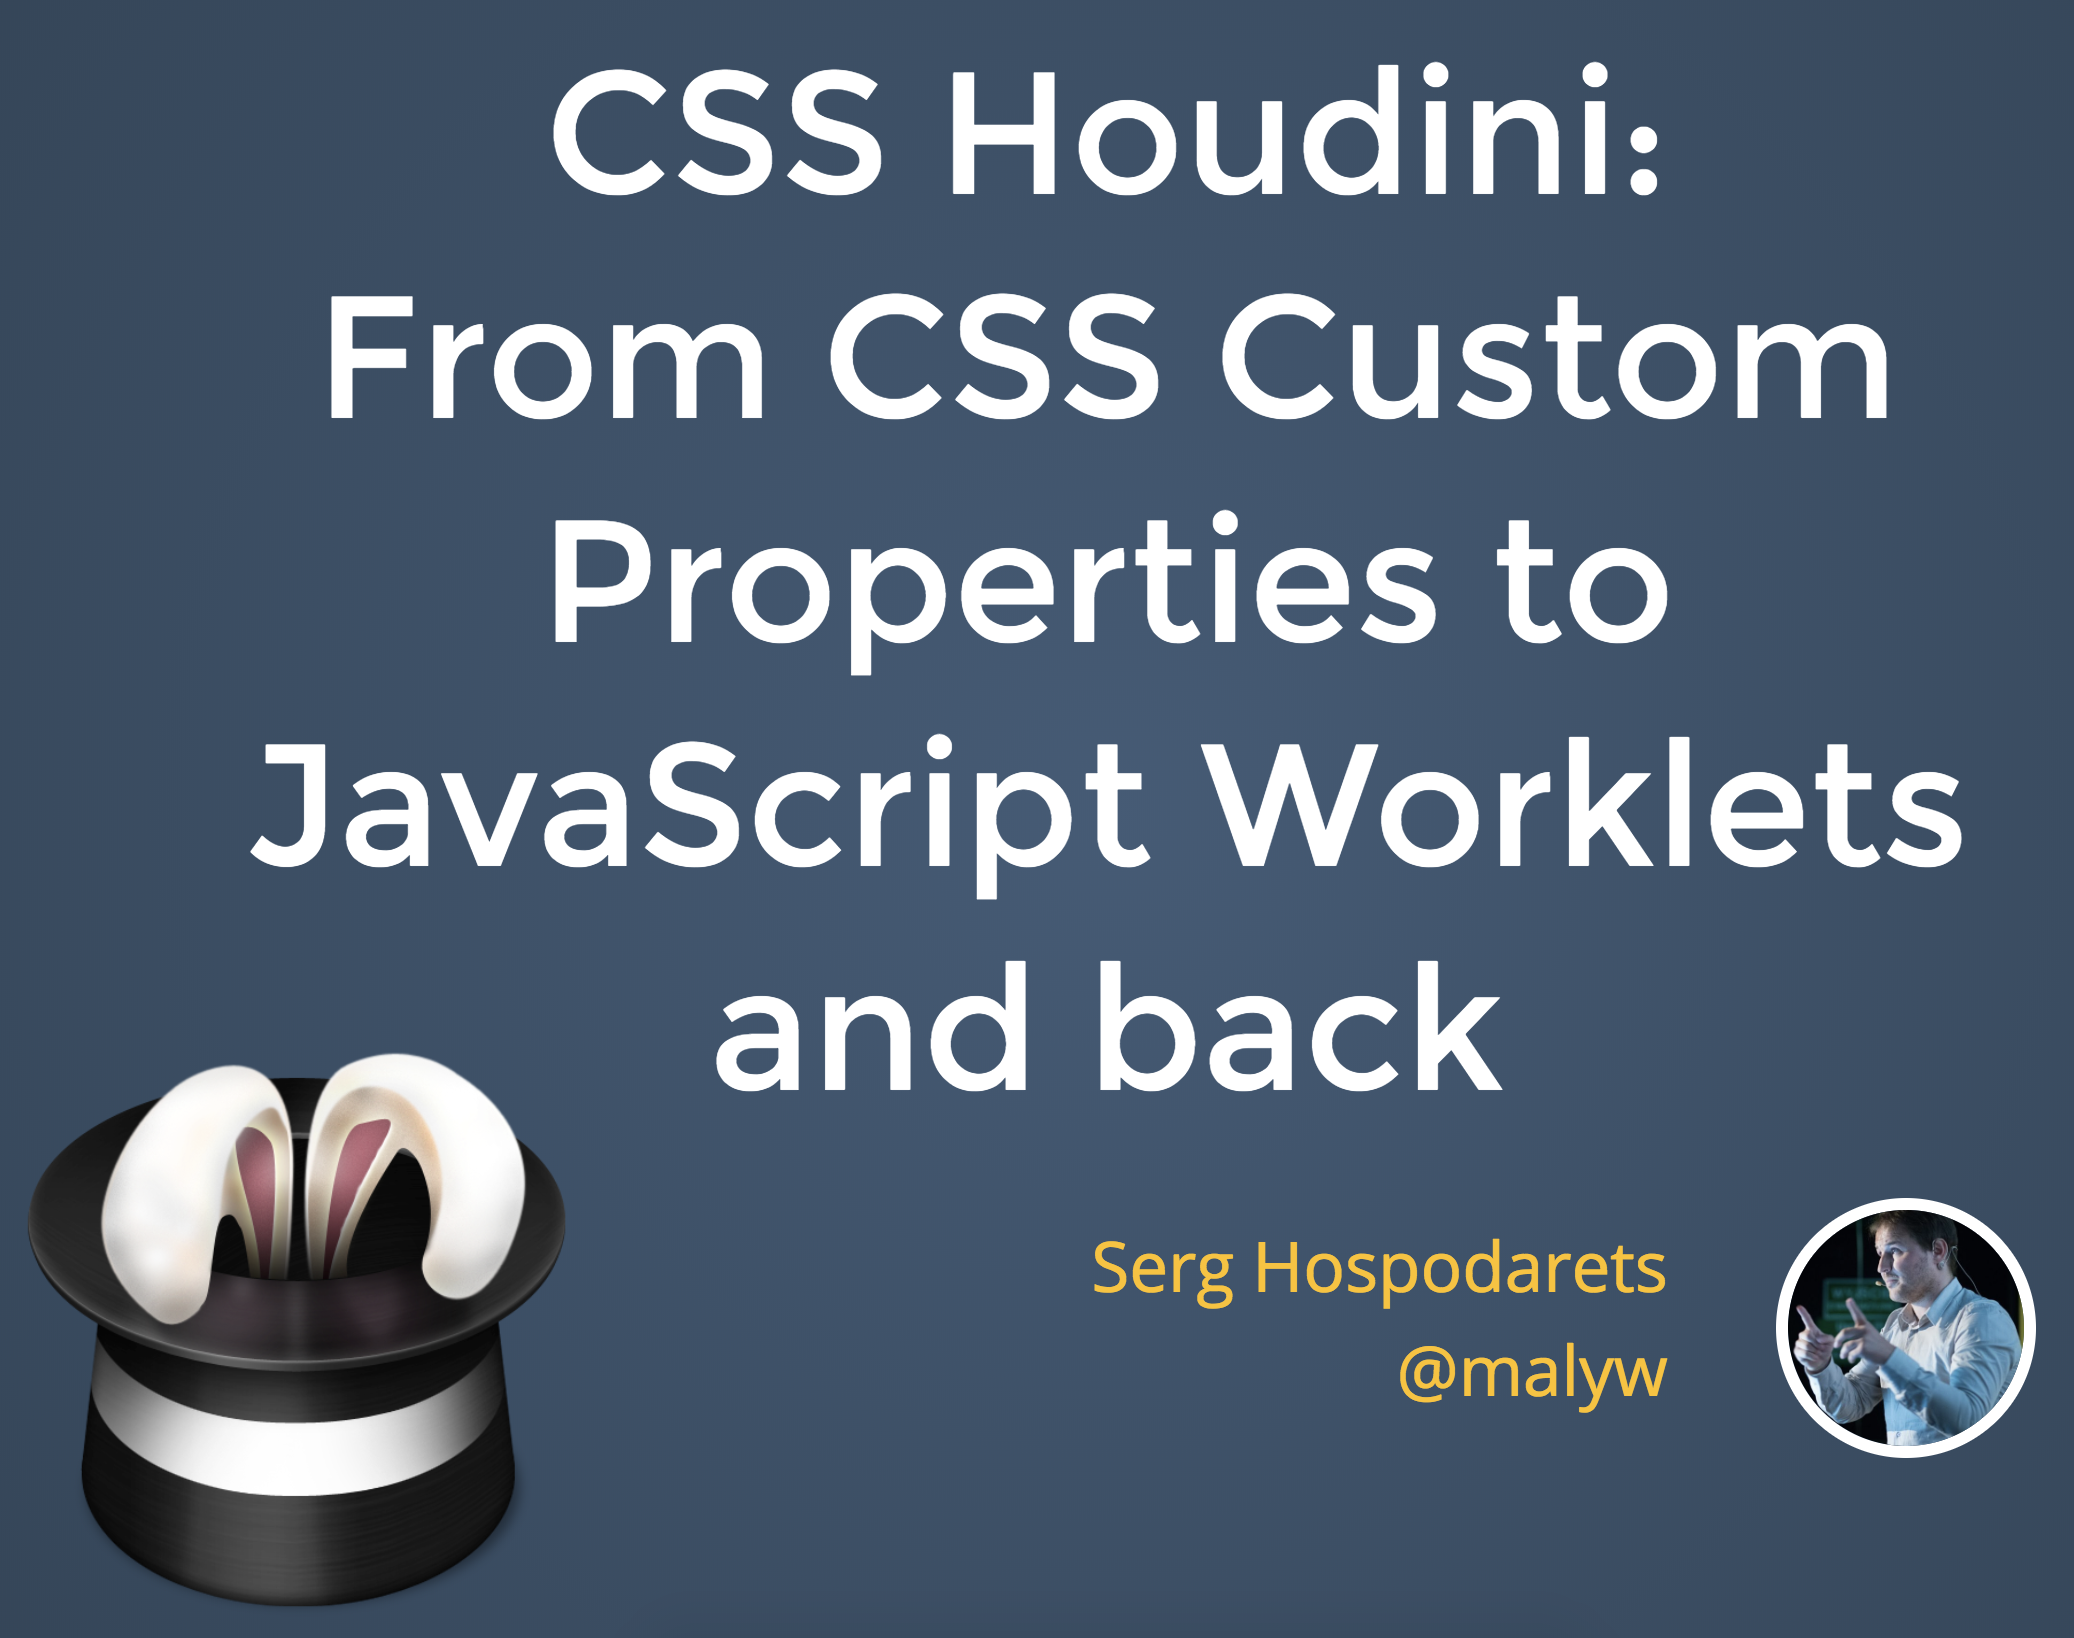 CSS Houdini:
From CSS Custom
Properties to
JavaScript Worklets
and back
Serg Hospodarets
@malyw